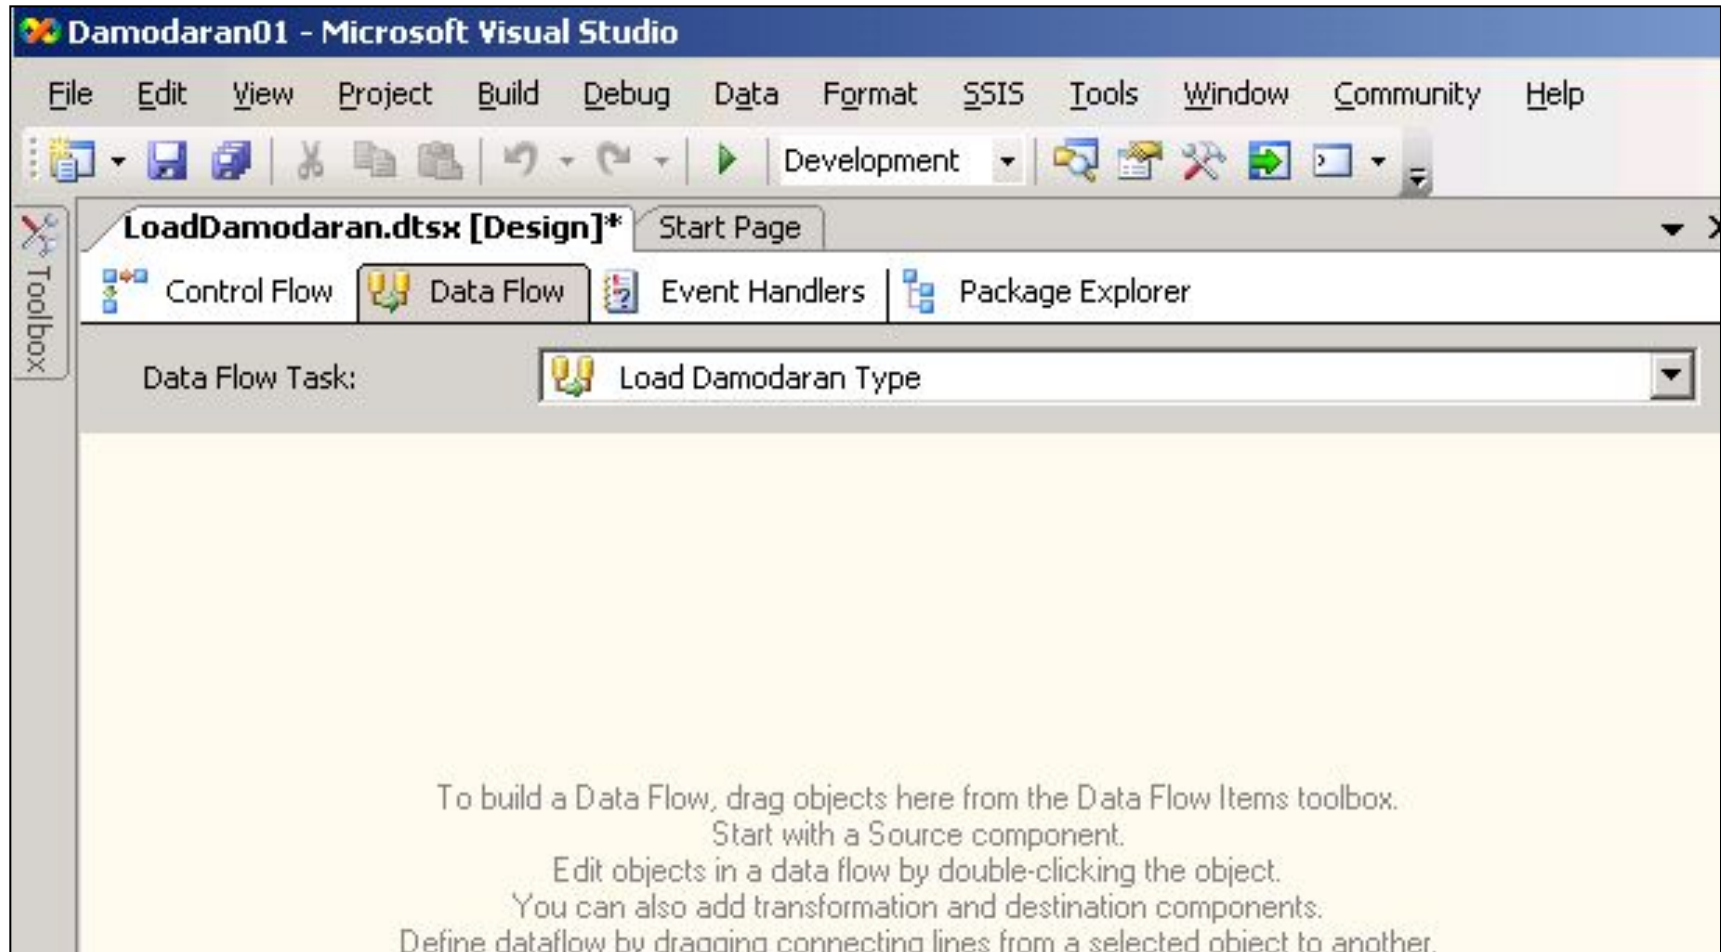 Damodaran01 - Microsoft Visual Studio
File Edit View Project Build Debug Data Format SSIS Tools Window Community Help
Development
LoadDamodaran.dtsx [Design]* Start Page
Toolbox
Control Flow Data Flow Event Handlers Package Explorer
Data Flow Task: Load Damodaran Type
To build a Data Flow, drag objects here from the Data Flow Items toolbox.
Start with a Source component.
Edit objects in a data flow by double-clicking the object.
You can also add transformation and destination components.
Define dataflow by dragging connecting lines from a selected object to another.